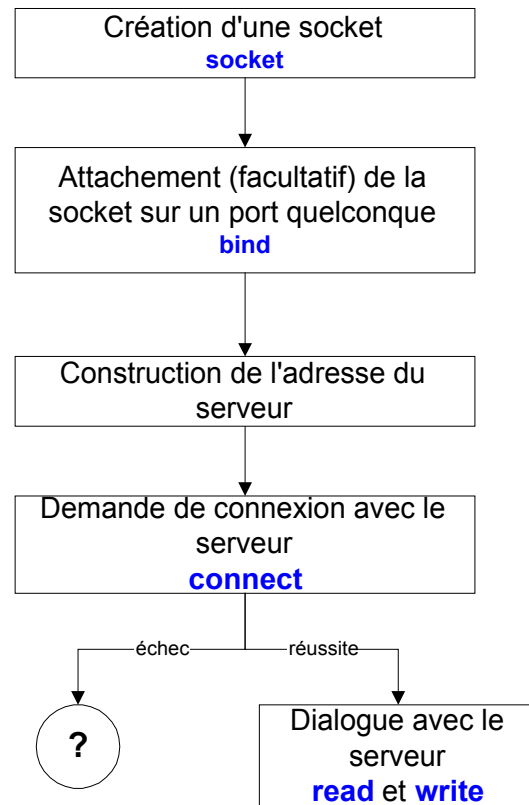 Création d'une socket
socket
Attachement (facultatif) de la
socket sur un port quelconque
bind
Construction de l'adresse du
serveur
Demande de connexion avec le
serveur
connect
échec
réussite
?
Dialogue avec le
serveur
read et write